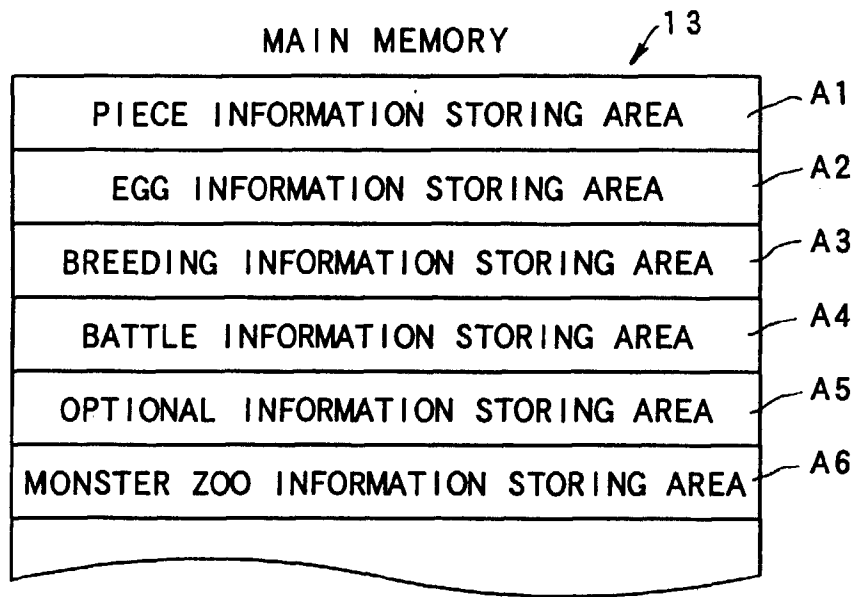 MAIN MEMORY
13
PIECE INFORMATION STORING AREA
A1
EGG INFORMATION STORING AREA
A2
BREEDING INFORMATION STORING AREA
A3
BATTLE INFORMATION STORING AREA
A4
OPTIONAL INFORMATION STORING AREA
A5
MONSTER ZOO INFORMATION STORING AREA
A6